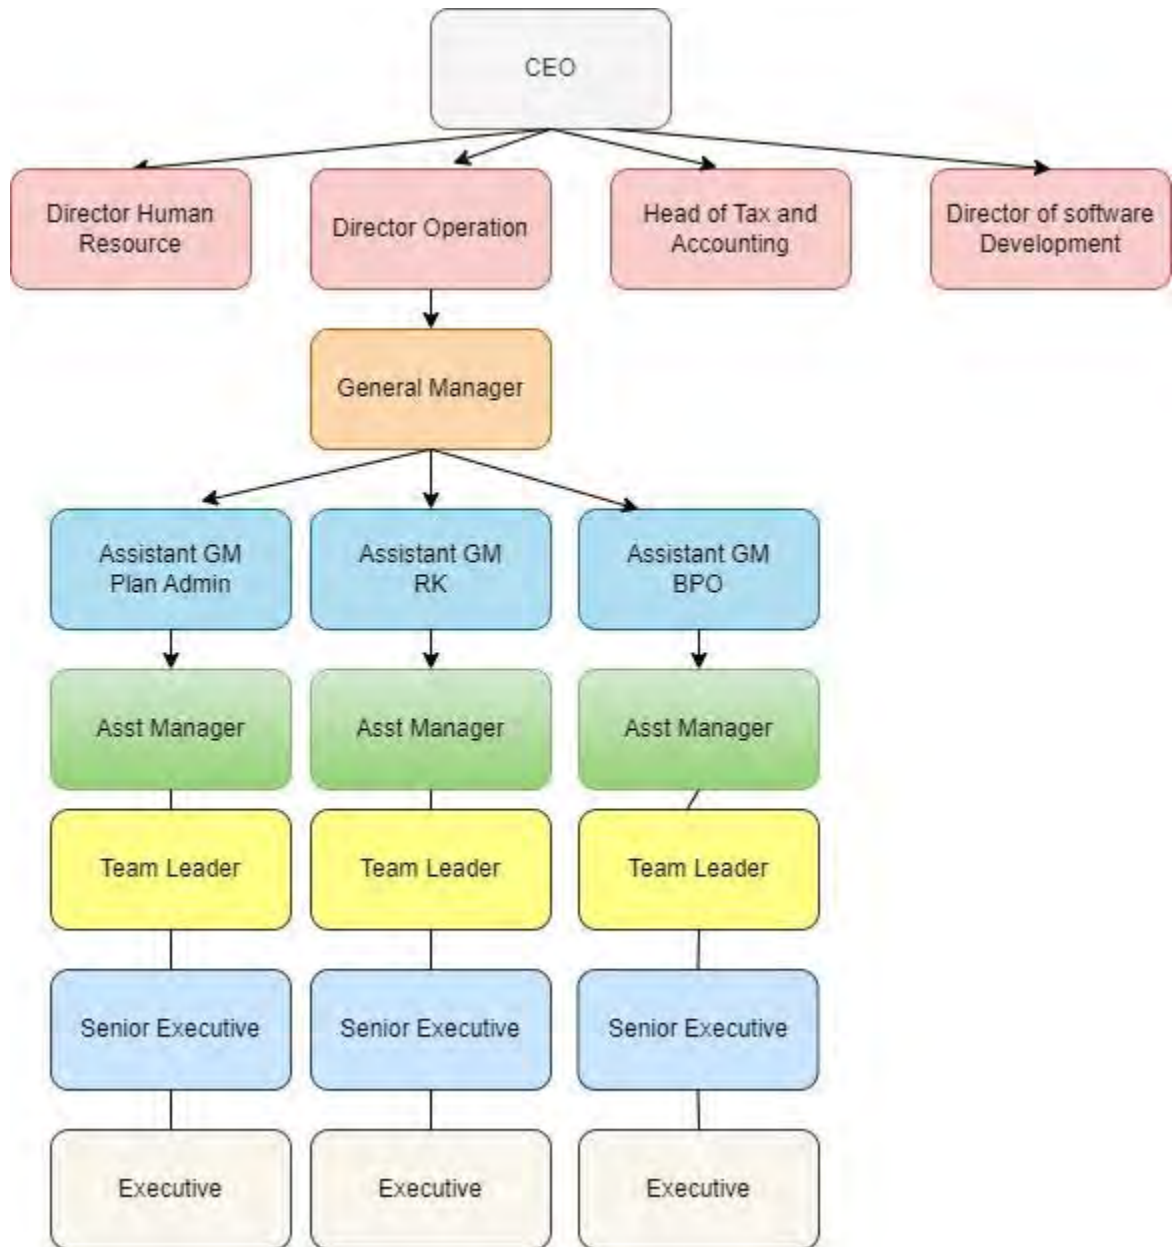 CEO
Director Human
Resource
Director Operation
Head of Tax and
Accounting
Director of software
Development
General Manager
Assistant GM
Plan Admin
Assistant GM
RK
Assistant GM
BPO
Asst Manager
Asst Manager
Asst Manager
Team Leader
Team Leader
Team Leader
Senior Executive
Senior Executive
Senior Executive
Executive
Executive
Executive